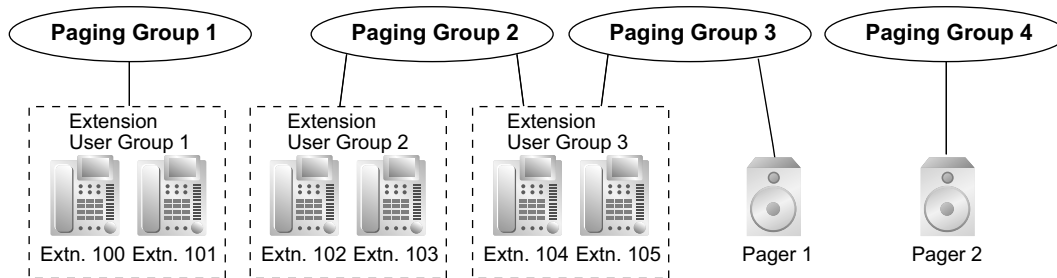 Paging Group 1
Paging Group 2
Paging Group 3
Paging Group 4
Extension
User Group 1
Extension
User Group 2
Extension
User Group 3
Extn. 100 Extn. 101
Extn. 102 Extn. 103
Extn. 104 Extn. 105
Pager 1
Pager 2